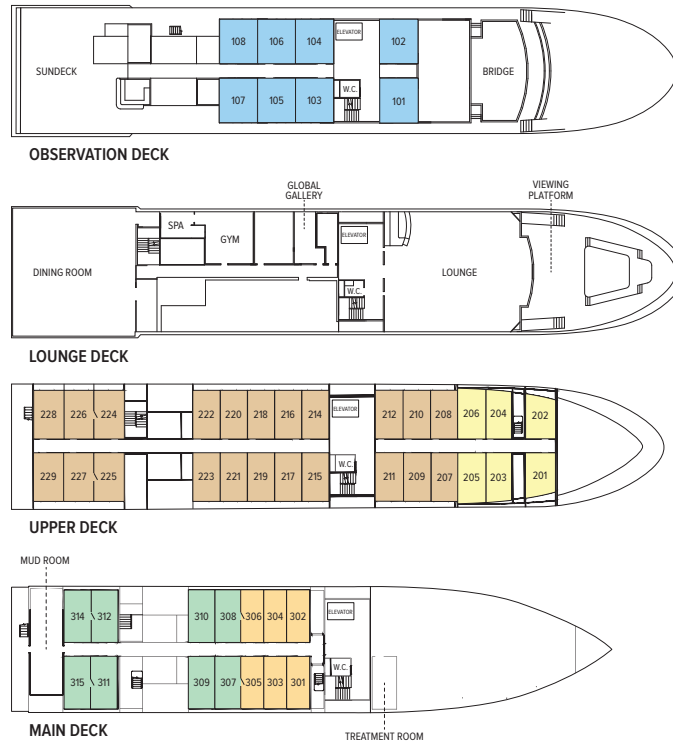 108 106 104 ELEVATOR 102
SUNDECK BRIDGE
W.C.
107 105 103 101
OBSERVATION DECK
GLOBAL
GALLERY
VIEWING
PLATFORM
SPA
GYM
ELEVATOR
DINING ROOM LOUNGE
W.C.
LOUNGE DECK
228 226 224 222 220 218 216 214 ELEVATOR 212 210 208 206 204 202
W.C.
229 227 225 223 221 219 217 215 211 209 207 205 203 201
UPPER DECK
MUD ROOM
314 312 310 308 306 304 302 ELEVATOR
W.C.
315 311 309 307 305 303 301
MAIN DECK
TREATMENT ROOM